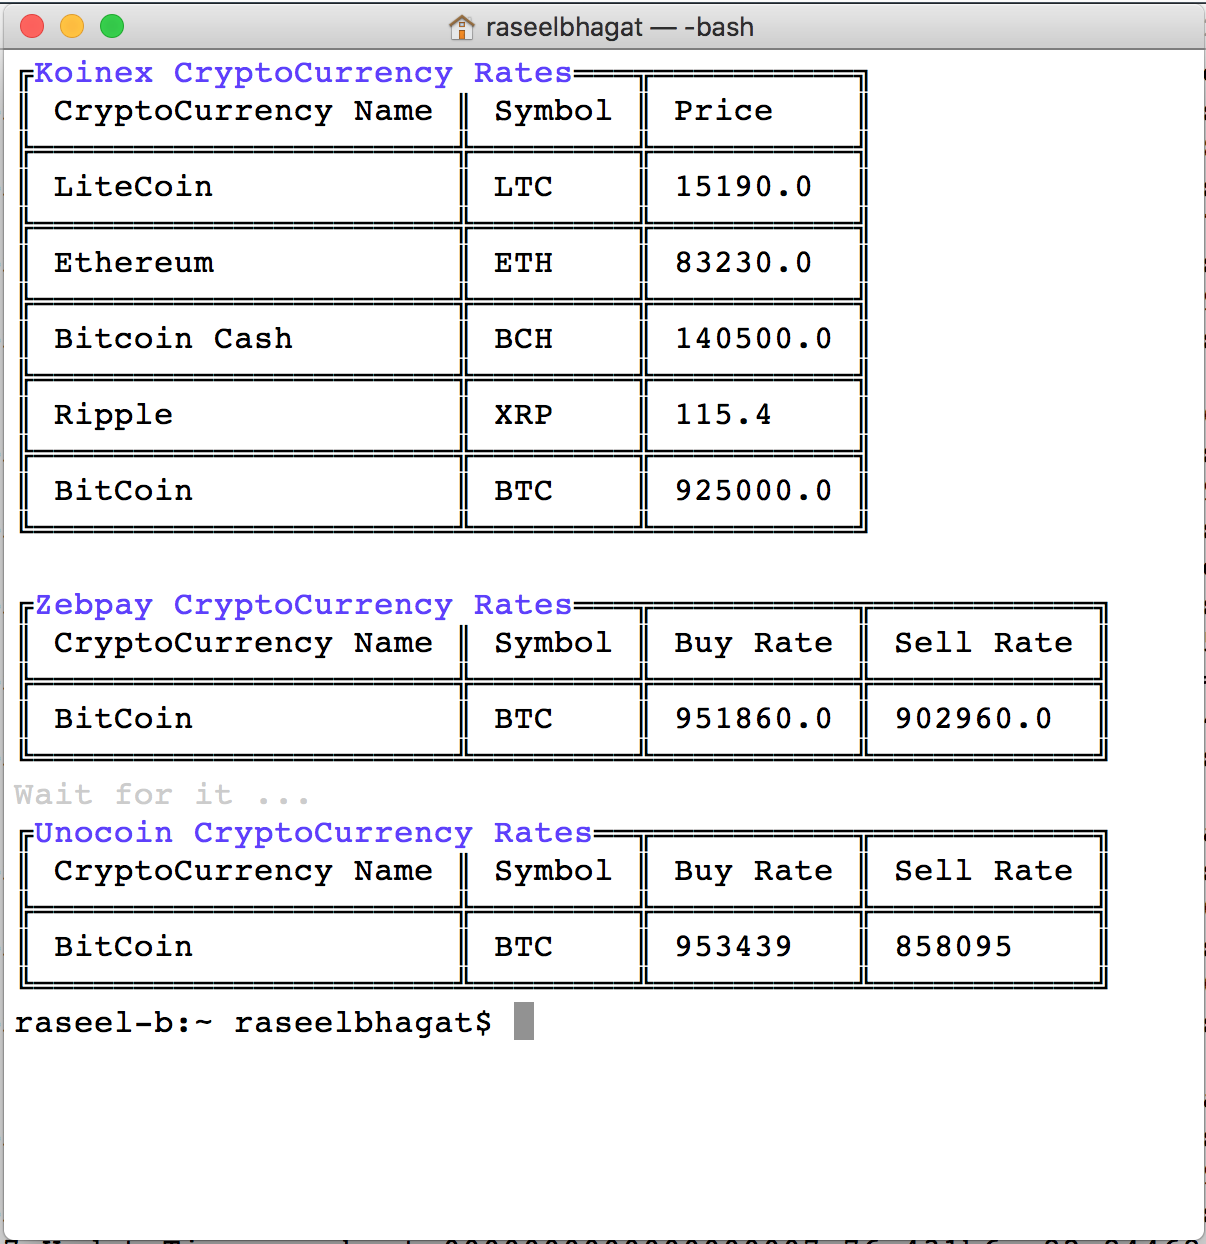 raseelbhagat — -bash
Koinex CryptoCurrency Rates
CryptoCurrency Name Symbol Price
LiteCoin LTC 15190.0
Ethereum ETH 83230.0
Bitcoin Cash BCH 140500.0
Ripple XRP 115.4
BitCoin BTC 925000.0
Zebpay CryptoCurrency Rates
CryptoCurrency Name Symbol Buy Rate Sell Rate
BitCoin BTC 951860.0 902960.0
Wait for it ...
Unocoin CryptoCurrency Rates
CryptoCurrency Name Symbol Buy Rate Sell Rate
BitCoin BTC 953439 858095
raseel-b:~ raseelbhagat$